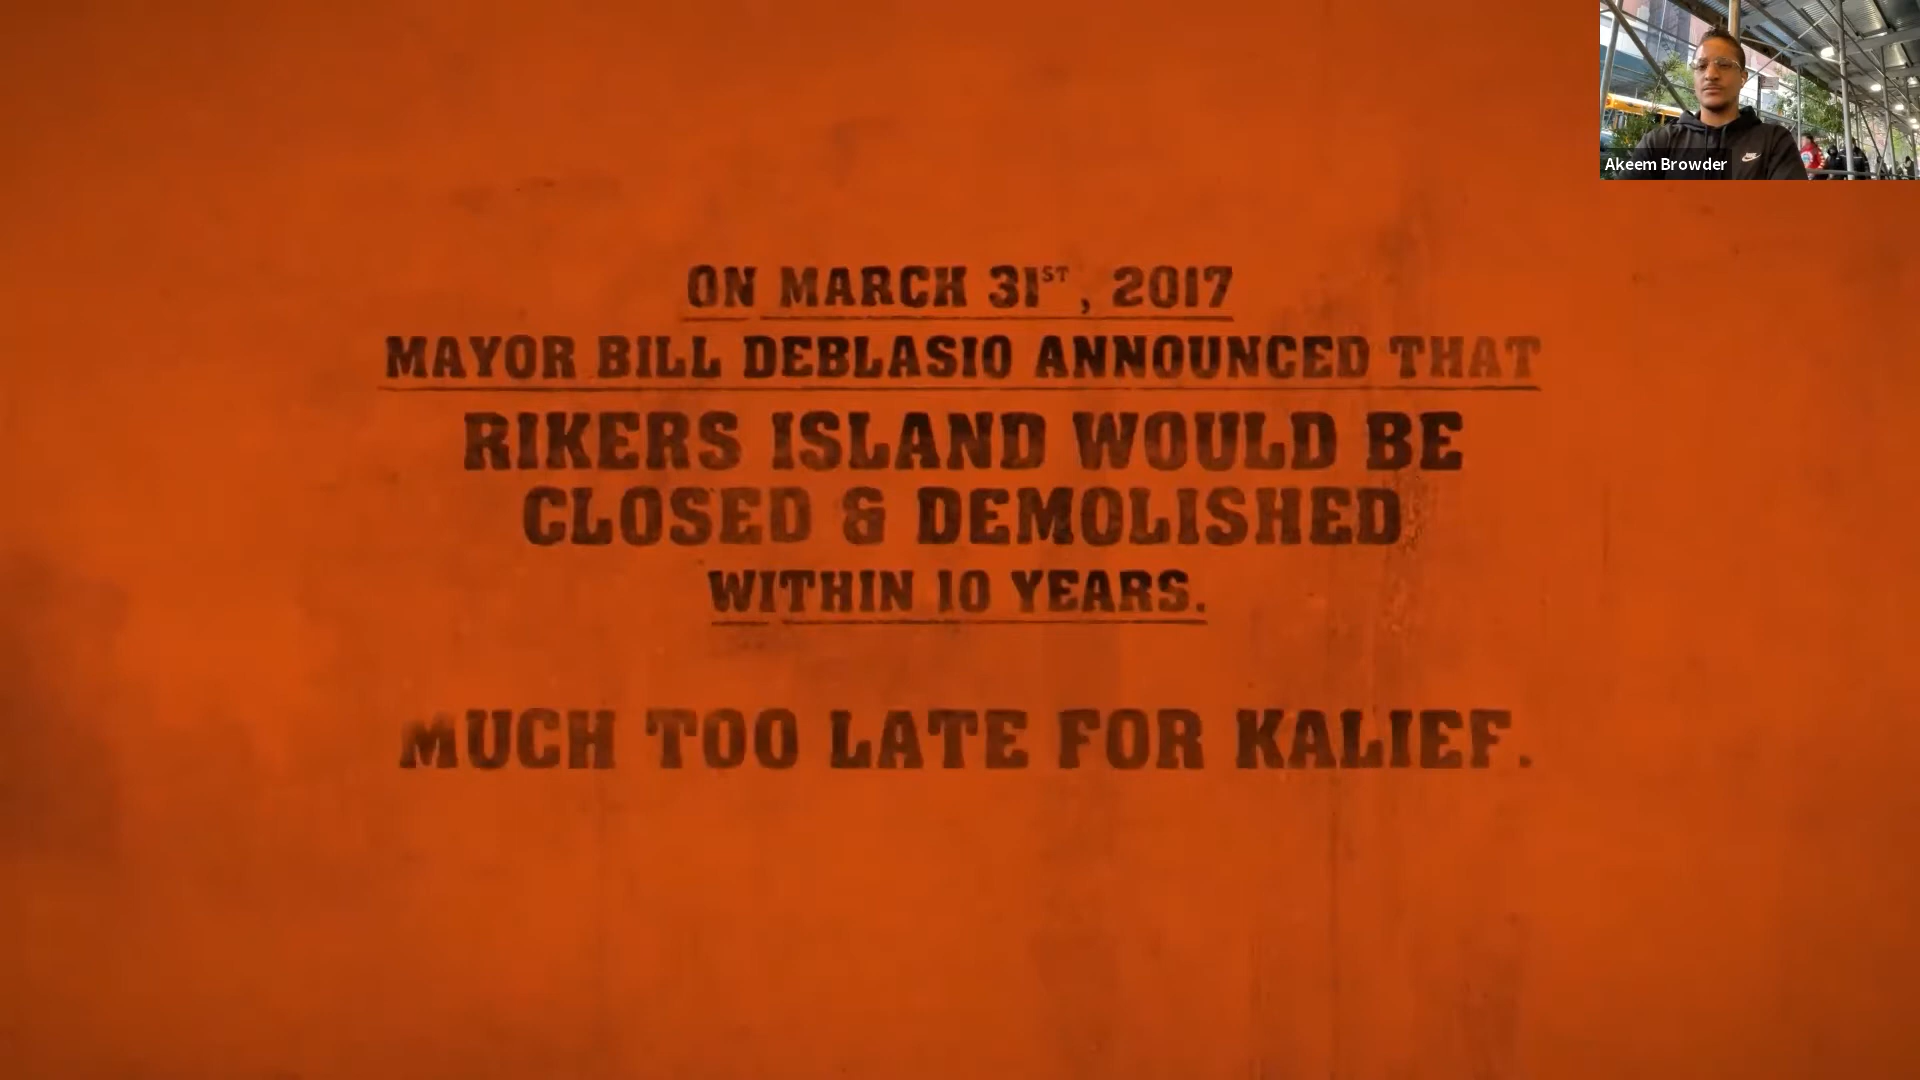 Akeem Browder
ON MARCH 31ST, 2017
MAYOR BILL DEBLASIO ANNOUNCED THAT
RIKERS ISLAND WOULD BE
CLOSED & DEMOLISHED
WITHIN 10 YEARS.
MUCH TOO LATE FOR KALIEF.